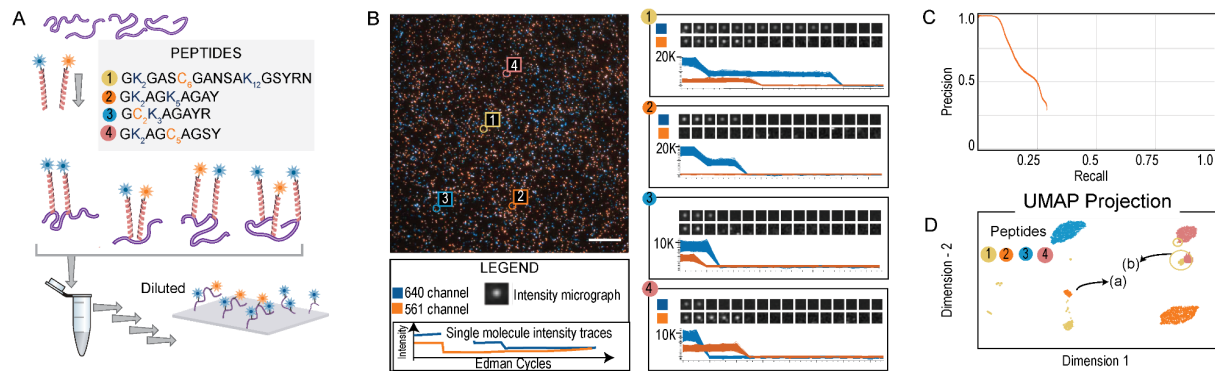 A
PEPTIDES
1 GK2GASC6GANSAK12GSYRN
2 GK2AGK5AGAY
3 GC2K3AGAYR
4 GK2AGC5AGSY
Diluted
B
4
1
3
2
LEGEND
640 channel
561 channel
Intensity micrograph
Single molecule intensity traces
Intensity
Edman Cycles
1
20K
2
20K
3
10K
4
10K
C
1.0
0.5
0
Precision
0.25
0.5
0.75
1.0
Recall
UMAP Projection
D
Peptides
1 2 3 4
(b)
(a)
Dimension - 2
Dimension 1